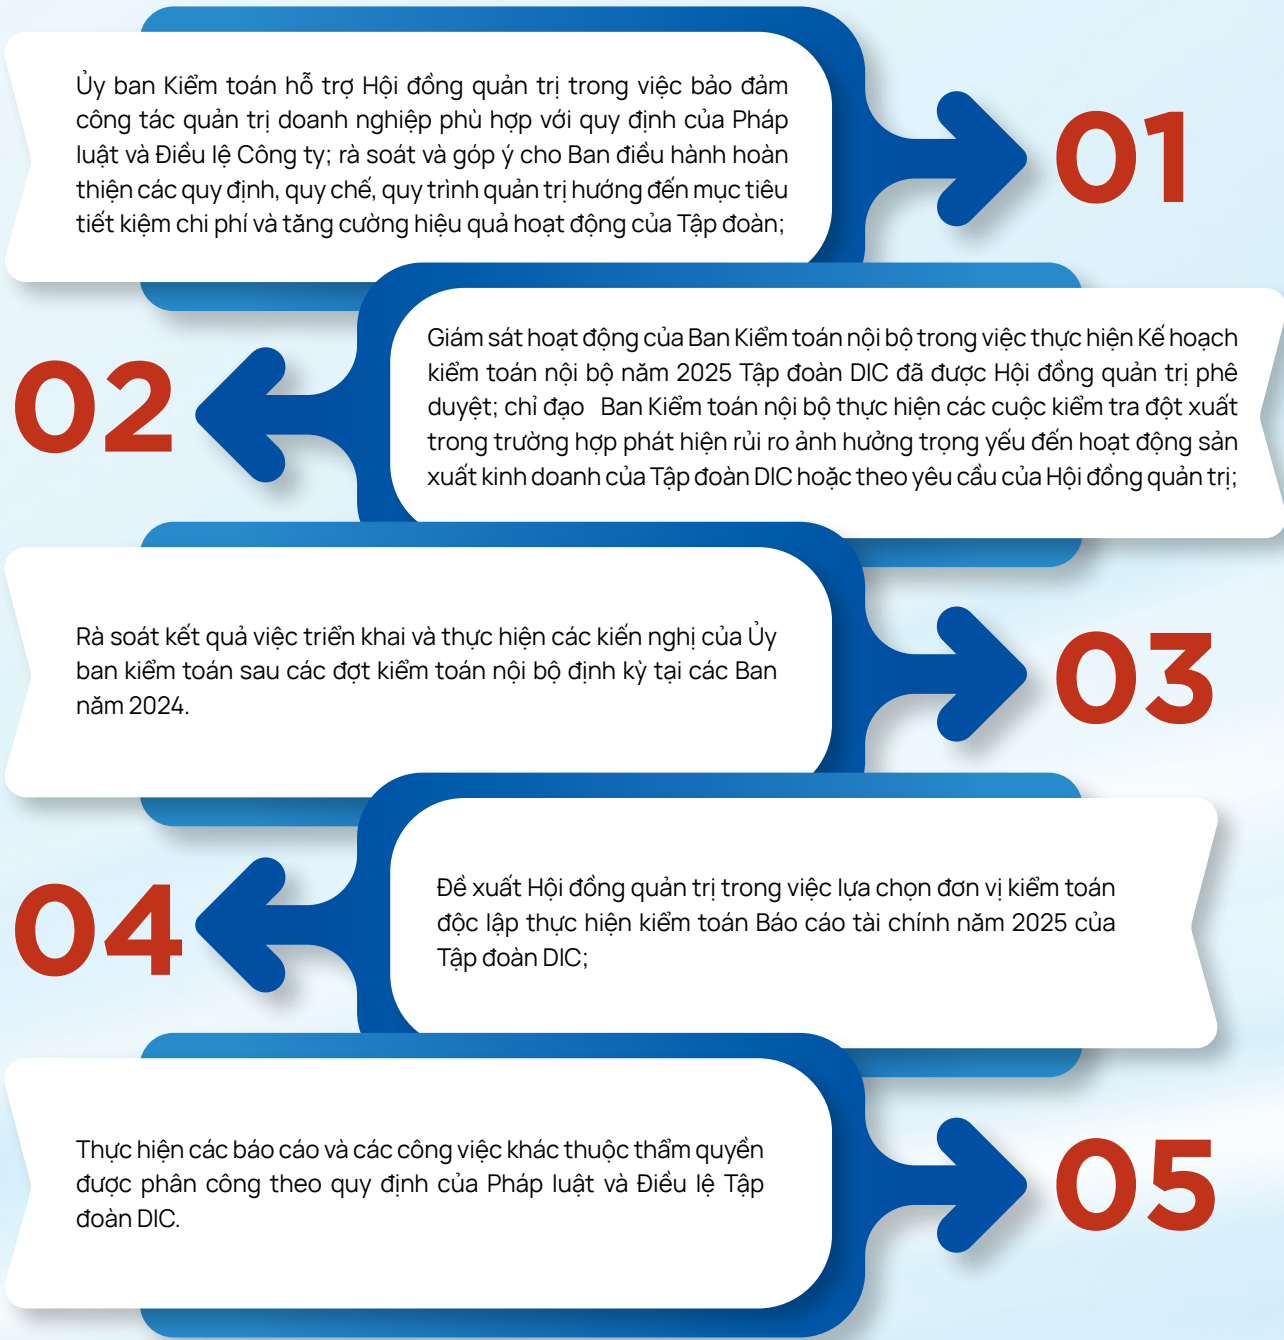 Ủy ban Kiểm toán hỗ trợ Hội đồng quản trị trong việc bảo đảm
công tác quản trị doanh nghiệp phù hợp với quy định của Pháp
luật và Điều lệ Công ty; rà soát và góp ý cho Ban điều hành hoàn
thiện các quy định, quy chế, quy trình quản trị hướng đến mục tiêu
tiết kiệm chi phí và tăng cường hiệu quả hoạt động của Tập đoàn;
01
02
Giám sát hoạt động của Ban Kiểm toán nội bộ trong việc thực hiện Kế hoạch
kiểm toán nội bộ năm 2025 Tập đoàn DIC đã được Hội đồng quản trị phê
duyệt; chỉ đạo Ban Kiểm toán nội bộ thực hiện các cuộc kiểm tra đột xuất
trong trường hợp phát hiện rủi ro ảnh hưởng trọng yếu đến hoạt động sản
xuất kinh doanh của Tập đoàn DIC hoặc theo yêu cầu của Hội đồng quản trị;
Rà soát kết quả việc triển khai và thực hiện các kiến nghị của Ủy
ban kiểm toán sau các đợt kiểm toán nội bộ định kỳ tại các Ban
năm 2024.
03
04
Đề xuất Hội đồng quản trị trong việc lựa chọn đơn vị kiểm toán
độc lập thực hiện kiểm toán Báo cáo tài chính năm 2025 của
Tập đoàn DIC;
Thực hiện các báo cáo và các công việc khác thuộc thẩm quyền
được phân công theo quy định của Pháp luật và Điều lệ Tập
đoàn DIC.
05